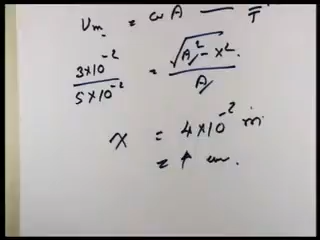 Vm = ωA — π/T
3×10⁻² / 5×10⁻² = √(A² − x²) / A
x = 4×10⁻² m
= 4 cm.